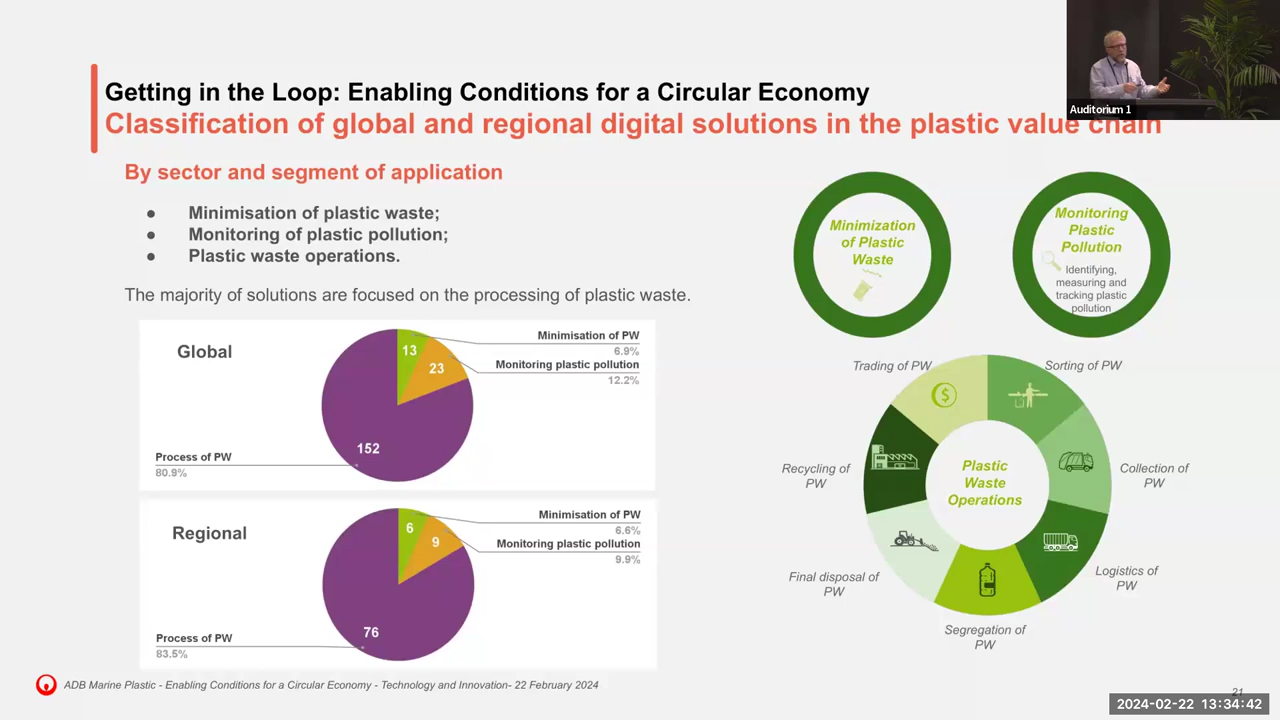 Auditorium 1
Getting in the Loop: Enabling Conditions for a Circular Economy
Classification of global and regional digital solutions in the plastic value chain
By sector and segment of application
● Minimisation of plastic waste;
● Monitoring of plastic pollution;
● Plastic waste operations.
The majority of solutions are focused on the processing of plastic waste.
Global
13
23
152
Minimisation of PW
6.9%
Monitoring plastic pollution
12.2%
Process of PW
80.9%
Regional
6
9
76
Minimisation of PW
6.6%
Monitoring plastic pollution
9.9%
Process of PW
83.5%
Minimization
of Plastic
Waste
Monitoring
Plastic
Pollution
Identifying,
measuring and
tracking plastic
pollution
Trading of PW
Sorting of PW
$
Recycling of
PW
Collection of
PW
Plastic
Waste
Operations
Final disposal of
PW
Logistics of
PW
Segregation of
PW
ADB Marine Plastic - Enabling Conditions for a Circular Economy - Technology and Innovation- 22 February 2024
21
2024-02-22 13:34:42